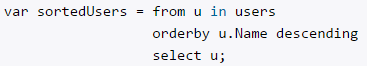 var sortedUsers = from u in users
                  orderby u.Name descending
                  select u;